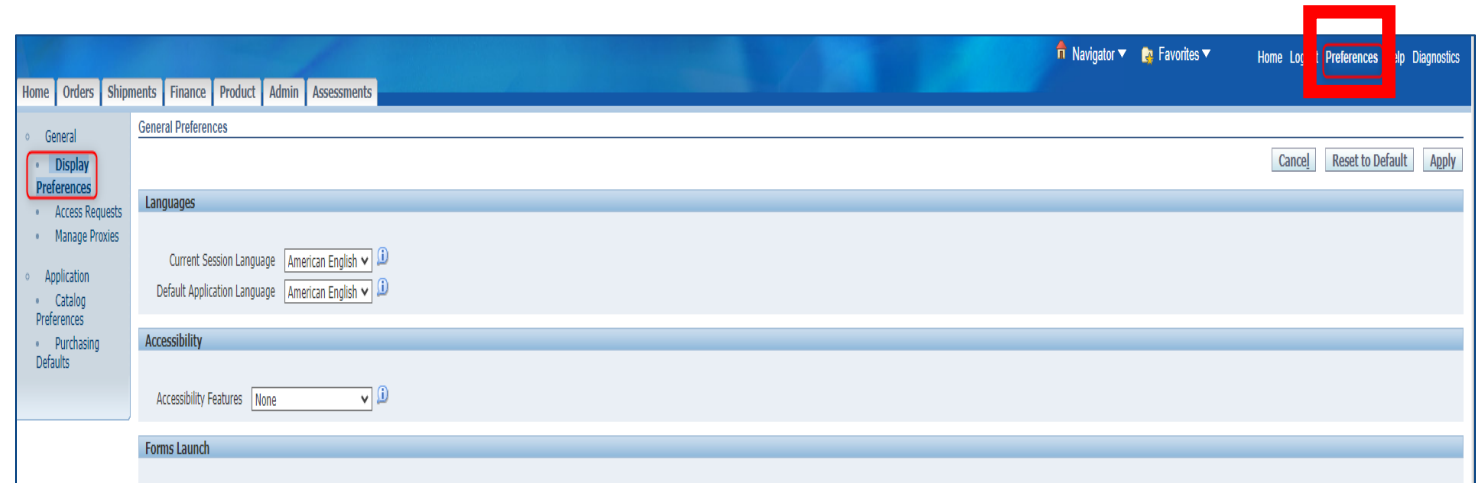 Navigator Favorites Home Preferences Diagnostics
Home Orders Shipments Finance Product Admin Assessments
General
Display
Preferences
Access Requests
Manage Proxies
Application
Catalog
Preferences
Purchasing
Defaults
General Preferences
Cancel Reset to Default Apply
Languages
Current Session Language American English
Default Application Language American English
Accessibility
Accessibility Features None
Forms Launch